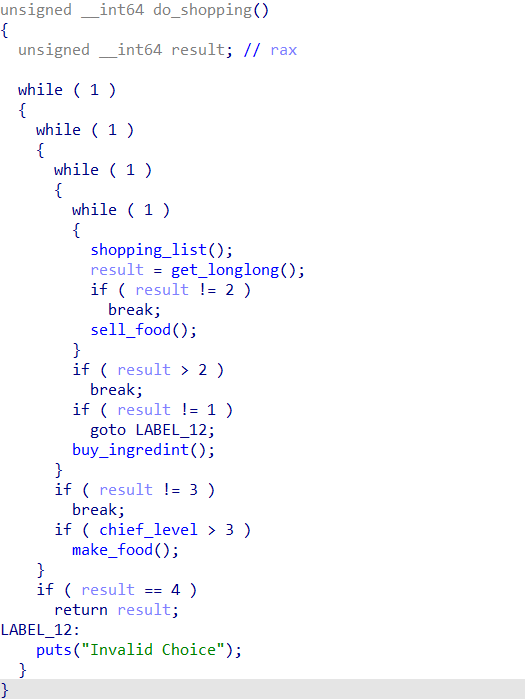 unsigned __int64 do_shopping()
{
  unsigned __int64 result; // rax

  while ( 1 )
  {
    while ( 1 )
    {
      while ( 1 )
      {
        while ( 1 )
        {
          shopping_list();
          result = get_longlong();
          if ( result != 2 )
            break;
          sell_food();
        }
        if ( result > 2 )
          break;
        if ( result != 1 )
          goto LABEL_12;
        buy_ingredint();
      }
      if ( result != 3 )
        break;
      if ( chief_level > 3 )
        make_food();
    }
    if ( result == 4 )
      return result;
LABEL_12:
    puts("Invalid Choice");
  }
}